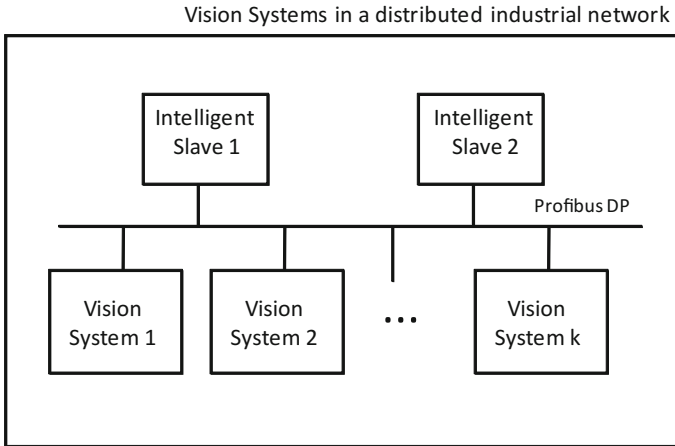 Vision Systems in a distributed industrial network
Intelligent
Slave 1
Intelligent
Slave 2
Profibus DP
Vision
System 1
Vision
System 2
...
Vision
System k